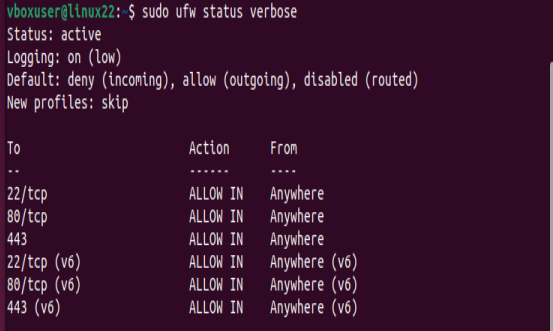 vboxuser@linux22:~$ sudo ufw status verbose
Status: active
Logging: on (low)
Default: deny (incoming), allow (outgoing), disabled (routed)
New profiles: skip
To Action From
-- ------ ----
22/tcp ALLOW IN Anywhere
80/tcp ALLOW IN Anywhere
443 ALLOW IN Anywhere
22/tcp (v6) ALLOW IN Anywhere (v6)
80/tcp (v6) ALLOW IN Anywhere (v6)
443 (v6) ALLOW IN Anywhere (v6)